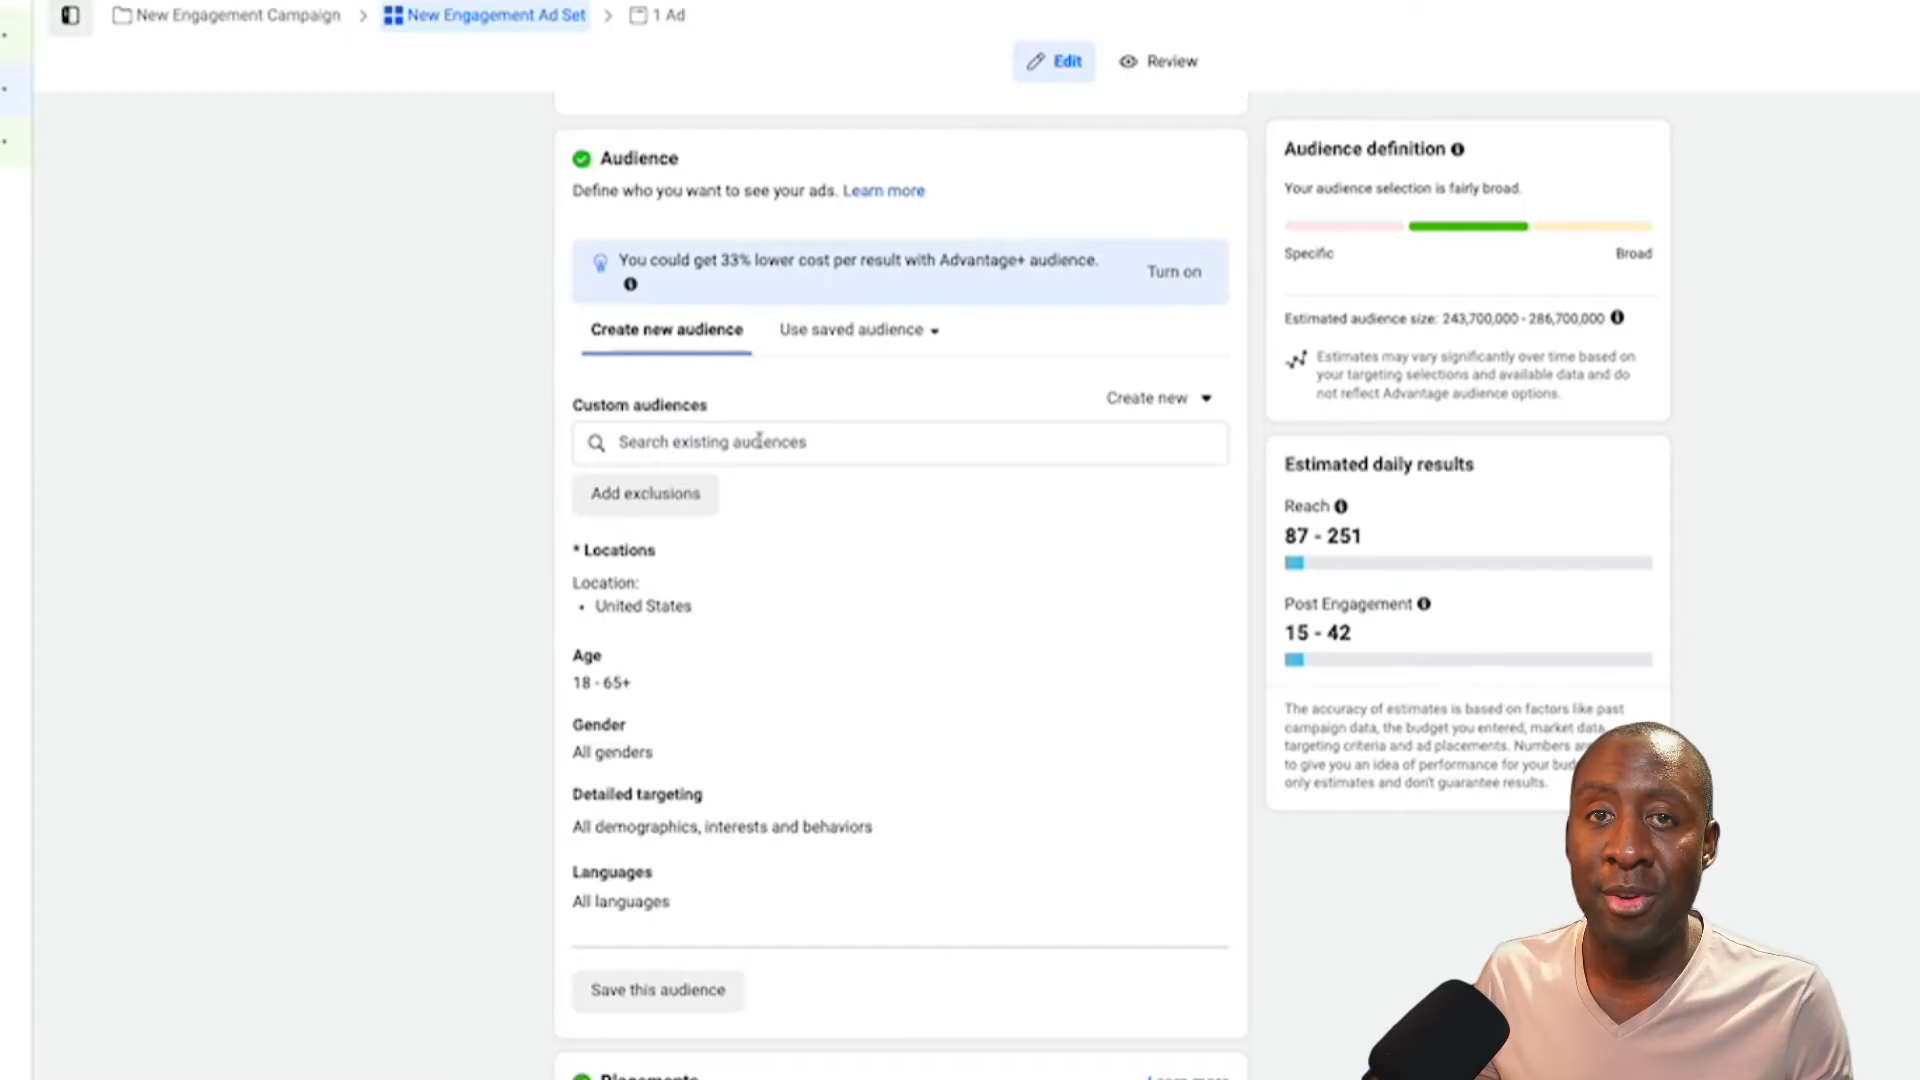 New Engagement Campaign
New Engagement Ad Set
1 Ad
Edit
Review
Audience
Define who you want to see your ads. Learn more
You could get 33% lower cost per result with Advantage+ audience.
Turn on
Create new audience
Use saved audience
Custom audiences
Create new
Search existing audiences
Add exclusions
* Locations
Location:
• United States
Age
18 - 65+
Gender
All genders
Detailed targeting
All demographics, interests and behaviors
Languages
All languages
Save this audience
Audience definition
Your audience selection is fairly broad.
Specific
Broad
Estimated audience size: 243,700,000 - 286,700,000
Estimates may vary significantly over time based on
your targeting selections and available data and do
not reflect Advantage audience options.
Estimated daily results
Reach
87 - 251
Post Engagement
15 - 42
The accuracy of estimates is based on factors like past
campaign data, the budget you entered, market data,
targeting criteria and ad placements. Numbers
to give you an idea of performance for your
only estimates and don't guarantee results.